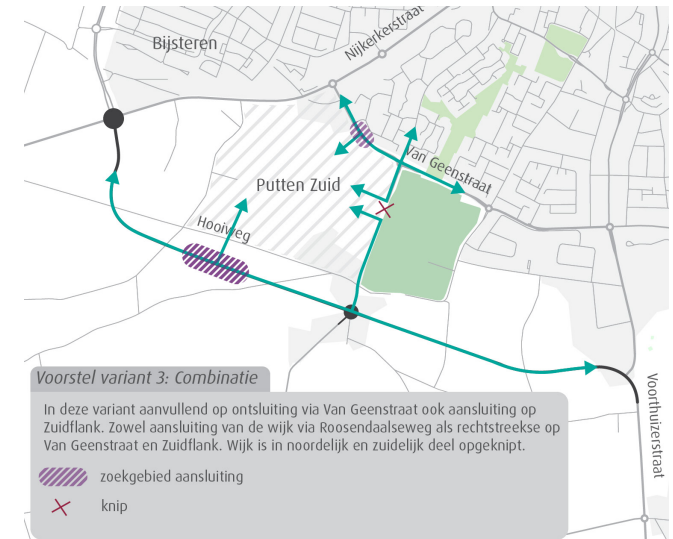 Nijkerkerstraat
Bijsteren
Van Geenstraat
Putten Zuid
Hooiweg
Voorthuizerstraat
Voorstel variant 3: Combinatie
In deze variant aanvullend op ontsluiting via Van Geenstraat ook aansluiting op
Zuidflank. Zowel aansluiting van de wijk via Roosendaalseweg als rechtstreekse op
Van Geenstraat en Zuidflank. Wijk is in noordelijk en zuidelijk deel opgeknipt.
zoekgebied aansluiting
knip